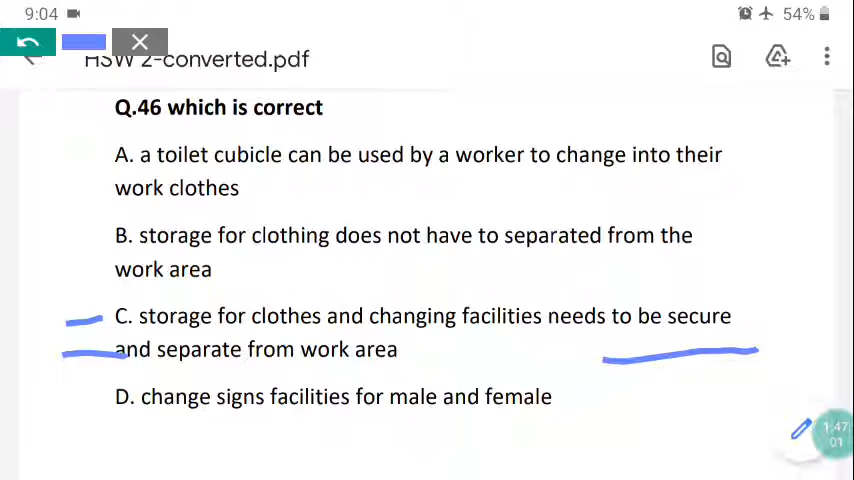 9:04 54%
HSW 2-converted.pdf
Q.46 which is correct
A. a toilet cubicle can be used by a worker to change into their
work clothes
B. storage for clothing does not have to separated from the
work area
C. storage for clothes and changing facilities needs to be secure
and separate from work area
D. change signs facilities for male and female
1:47
01